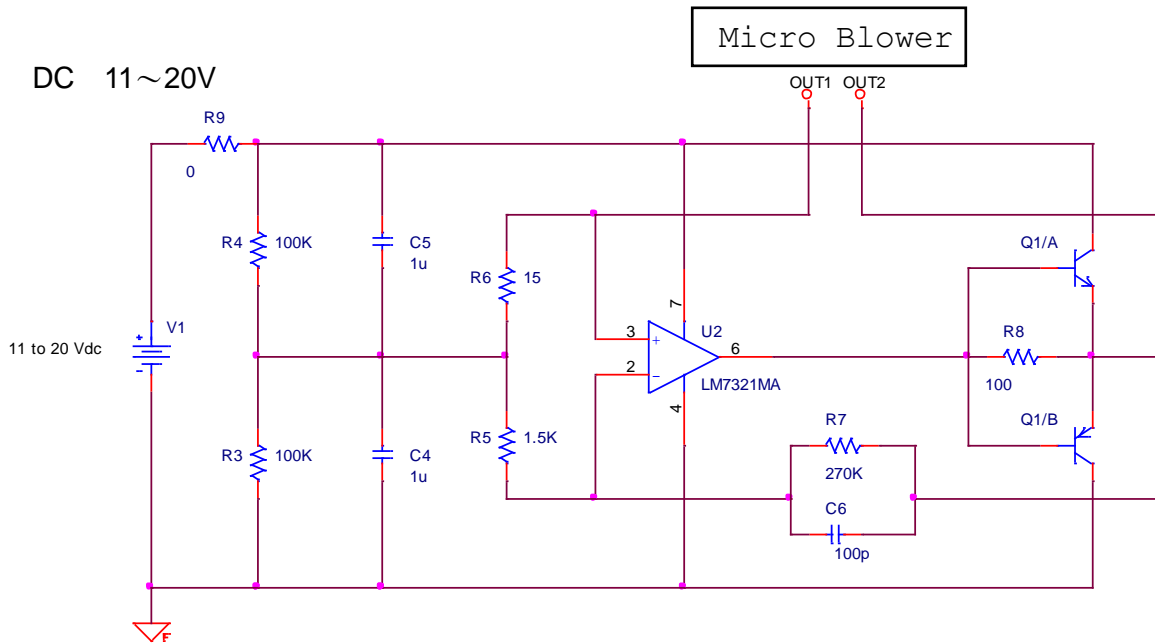 Micro Blower
DC 11～20V
OUT1 OUT2
R9
0
R4 100K
C5
1u
R6 15
Q1/A
7
3
+
U2
6
V1
+
-
11 to 20 Vdc
2
-
LM7321MA
4
R8
100
Q1/B
R3 100K
C4
1u
R5 1.5K
R7
270K
C6
100p
F